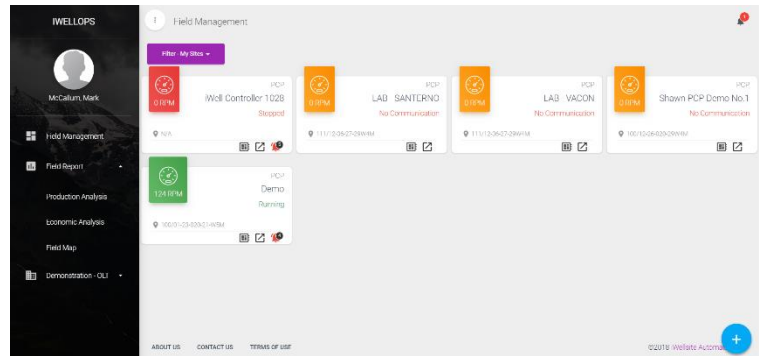 IWELLOPS
Field Management
1
Filter - My Sites
McCallum, Mark
Field Management
Field Report
Production Analysis
Economic Analysis
Field Map
Demonstration - OLT
0 RPM
PCP
iWell Controller 1028
Stopped
N/A
0 RPM
PCP
LAB SANTERNO
No Communication
0 RPM
PCP
LAB VACON
No Communication
0 RPM
PCP
Shawn PCP Demo No.1
No Communication
124 RPM
PCP
Demo
Running
ABOUT US CONTACT US TERMS OF USE
©2018 Wellsite Automa